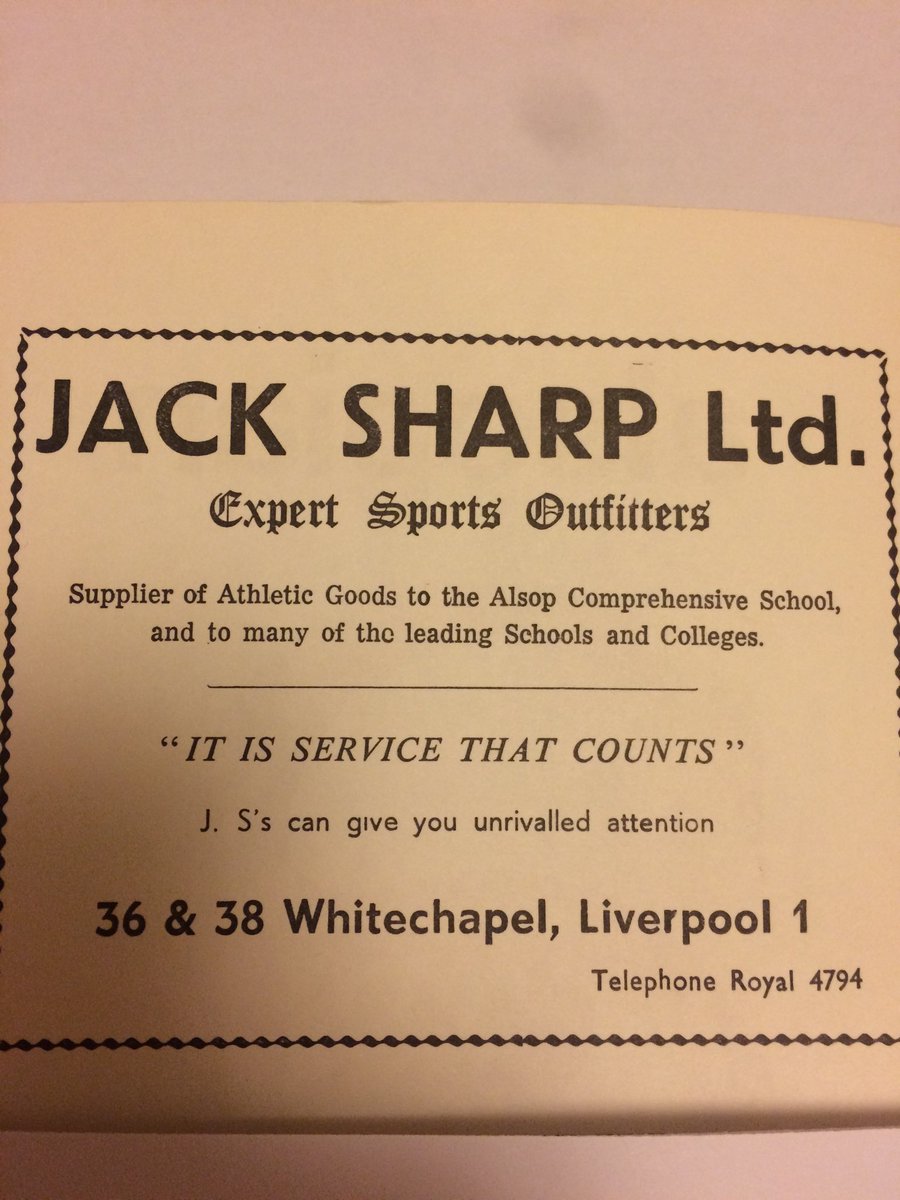 JACK SHARP Ltd.
Expert Sports Outfitters
Supplier of Athletic Goods to the Alsop Comprehensive School,
and to many of the leading Schools and Colleges.
“IT IS SERVICE THAT COUNTS”
J. S's can give you unrivalled attention
36 & 38 Whitechapel, Liverpool 1
Telephone Royal 4794